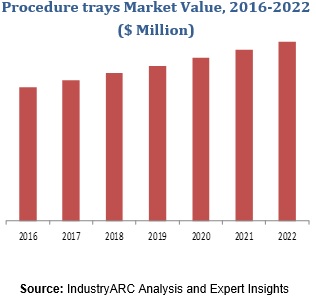 Procedure trays Market Value, 2016-2022
($ Million)
2016 2017 2018 2019 2020 2021 2022
Source: IndustryARC Analysis and Expert Insights